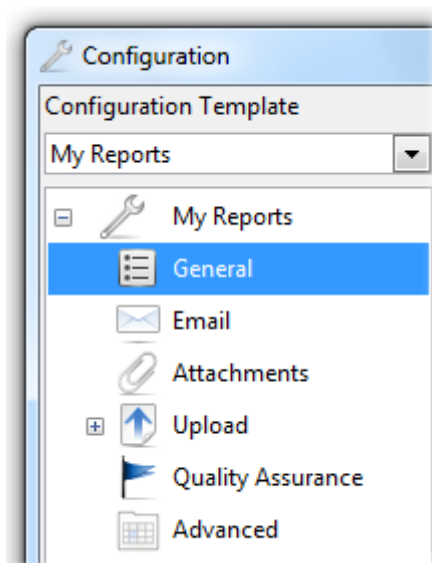 Configuration
Configuration Template
My Reports
My Reports
General
Email
Attachments
Upload
Quality Assurance
Advanced